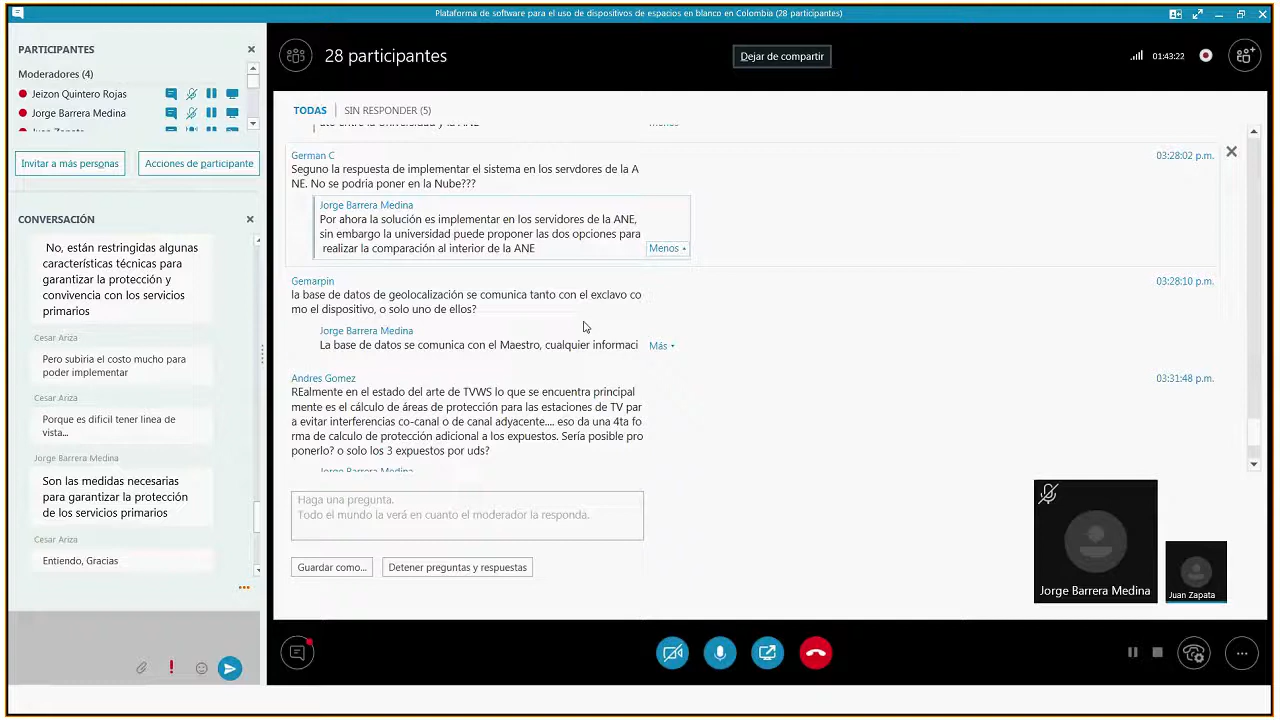 Plataforma de software para el uso de dispositivos de espacios en blanco en Colombia (28 participantes)
PARTICIPANTES
Moderadores (4)
Jeizon Quintero Rojas
Jorge Barrera Medina
Juan Zapata
Invitar a más personas
Acciones de participante
CONVERSACIÓN
No, están restringidas algunas
características técnicas para
garantizar la protección y
convivencia con los servicios
primarios
Cesar Ariza
Pero subiria el costo mucho para
poder implementar
Cesar Ariza
Porque es dificil tener linea de
vista...
Jorge Barrera Medina
Son las medidas necesarias
para garantizar la protección
de los servicios primarios
Cesar Ariza
Entiendo, Gracias
28 participantes
Dejar de compartir
01:43:22
TODAS
SIN RESPONDER (5)
Menos
German C
03:28:02 p.m.
Seguno la respuesta de implementar el sistema en los servdores de la A
NE. No se podria poner en la Nube???
Jorge Barrera Medina
Por ahora la solución es implementar en los servidores de la ANE,
sin embargo la universidad puede proponer las dos opciones para
realizar la comparación al interior de la ANE
Menos
Gemarpin
03:28:10 p.m.
la base de datos de geolocalización se comunica tanto con el exclavo co
mo el dispositivo, o solo uno de ellos?
Jorge Barrera Medina
La base de datos se comunica con el Maestro, cualquier informaci
Más
Andres Gomez
03:31:48 p.m.
REalmente en el estado del arte de TVWS lo que se encuentra principal
mente es el cálculo de áreas de protección para las estaciones de TV par
a evitar interferencias co-canal o de canal adyacente.... eso da una 4ta fo
rma de calculo de protección adicional a los expuestos. Sería posible pro
ponerlo? o solo los 3 expuestos por uds?
Jorge Barrera Medina
Haga una pregunta.
Todo el mundo la verá en cuanto el moderador la responda.
Guardar como...
Detener preguntas y respuestas
Jorge Barrera Medina
Juan Zapata